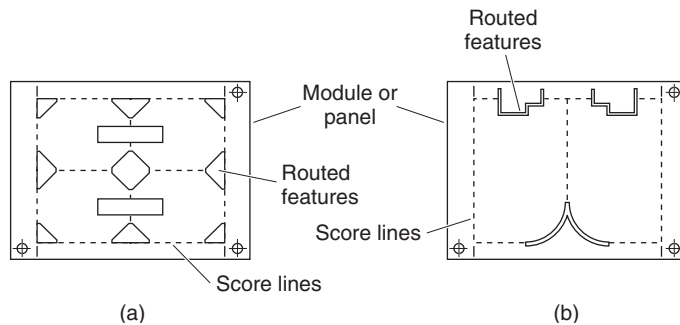 Routed
features
Module or
panel
Routed
features
Score lines
Score lines
(a)
(b)